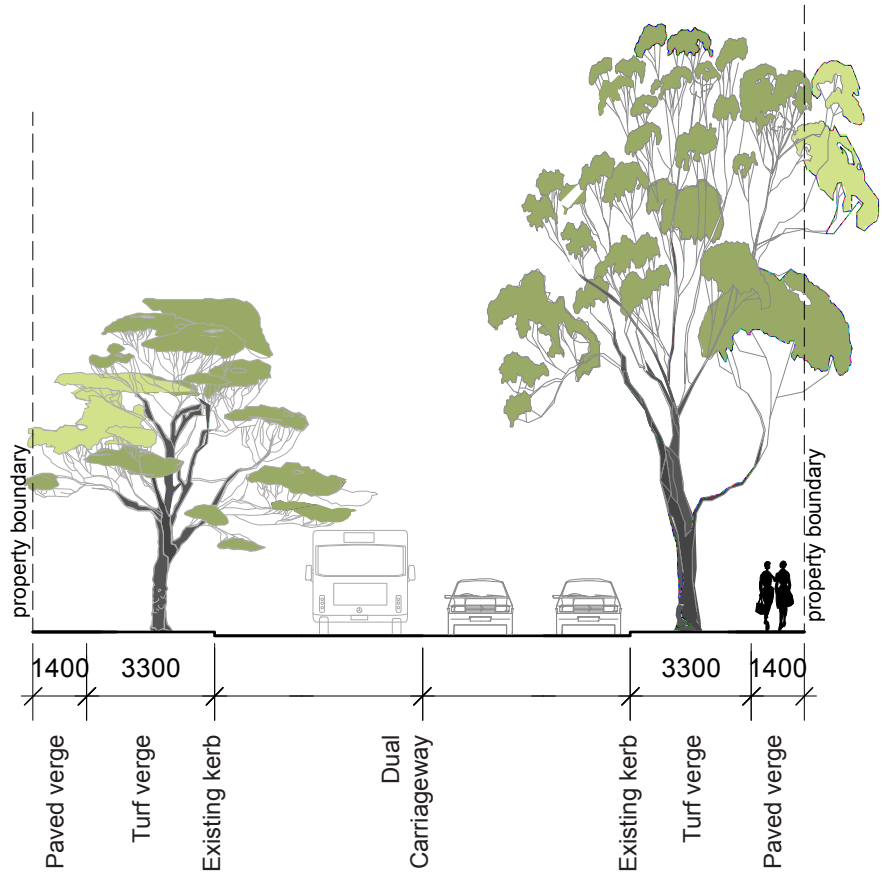 property boundary
property boundary
1400
3300
3300
1400
Paved verge
Turf verge
Existing kerb
Dual
Carriageway
Existing kerb
Turf verge
Paved verge